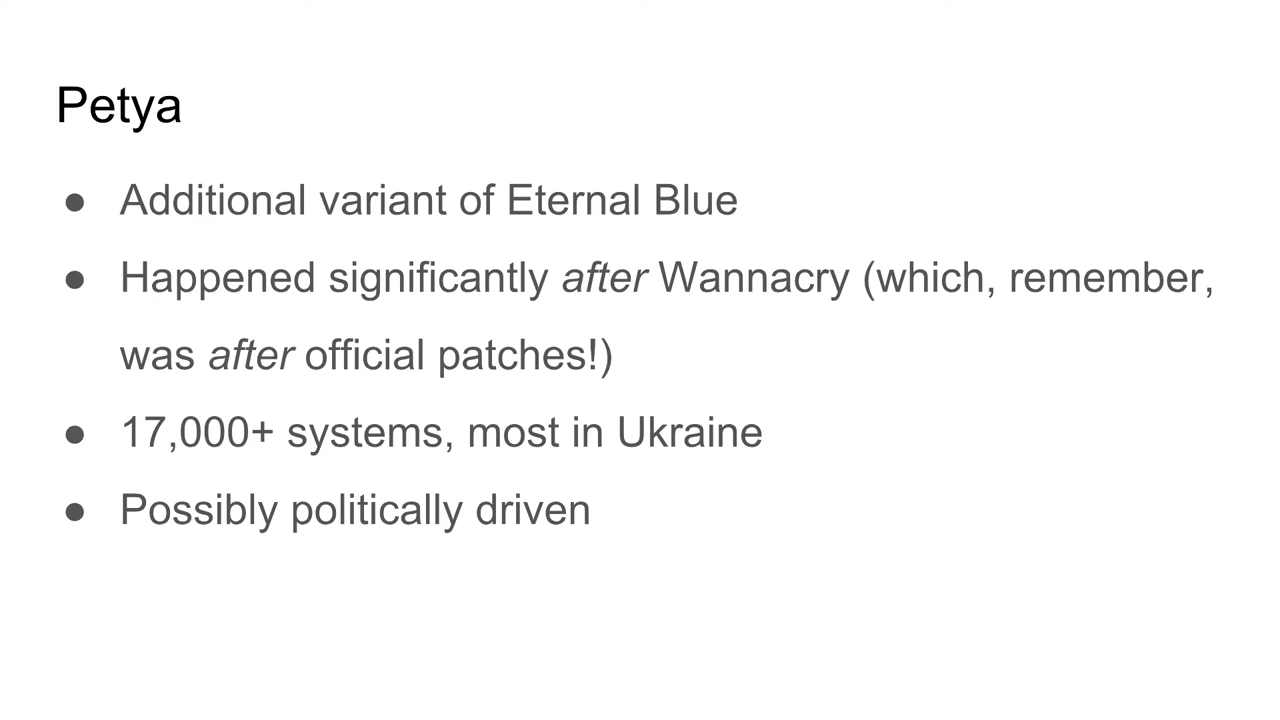 Petya
● Additional variant of Eternal Blue
● Happened significantly after Wannacry (which, remember,
was after official patches!)
● 17,000+ systems, most in Ukraine
● Possibly politically driven